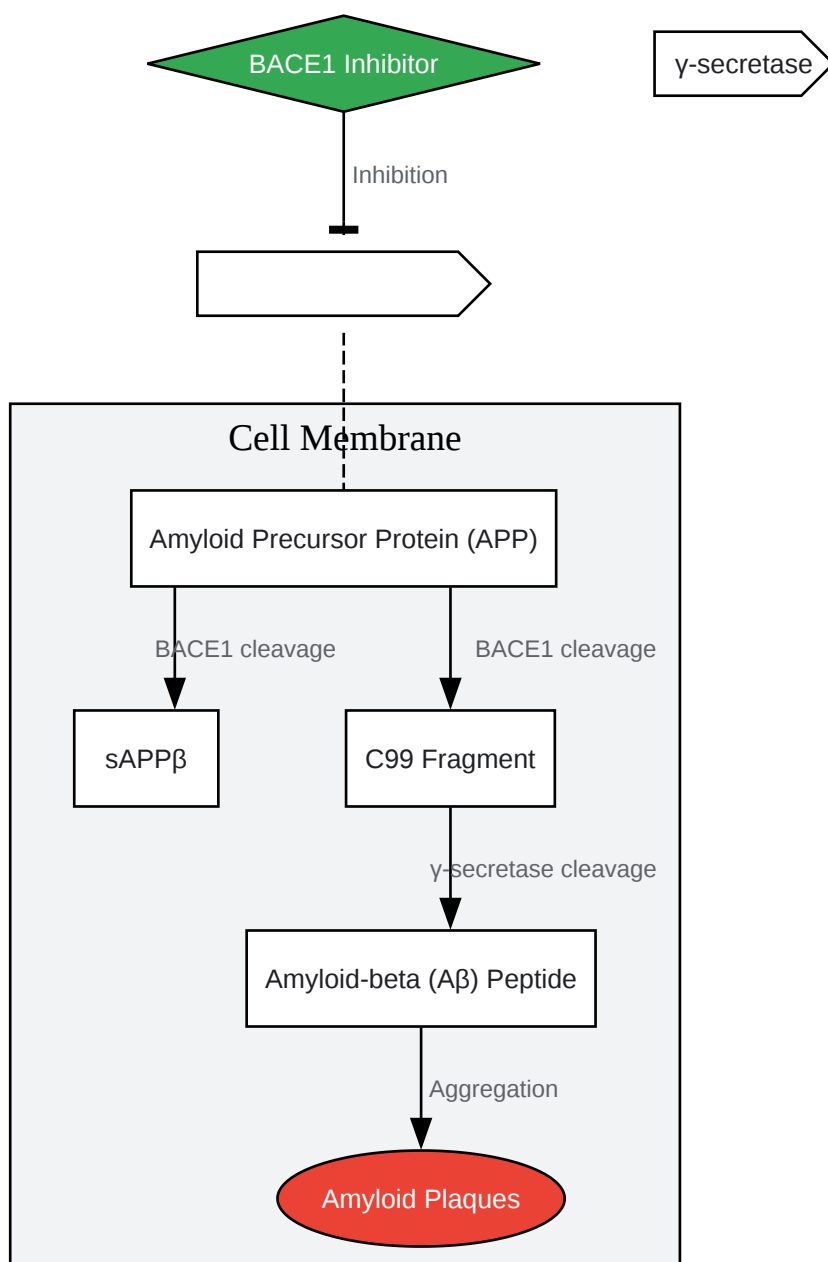 BACE1 Inhibitor
γ-secretase
Inhibition
Cell Membrane
Amyloid Precursor Protein (APP)
BACE1 cleavage
BACE1 cleavage
sAPPβ
C99 Fragment
γ-secretase cleavage
Amyloid-beta (Aβ) Peptide
Aggregation
Amyloid Plaques